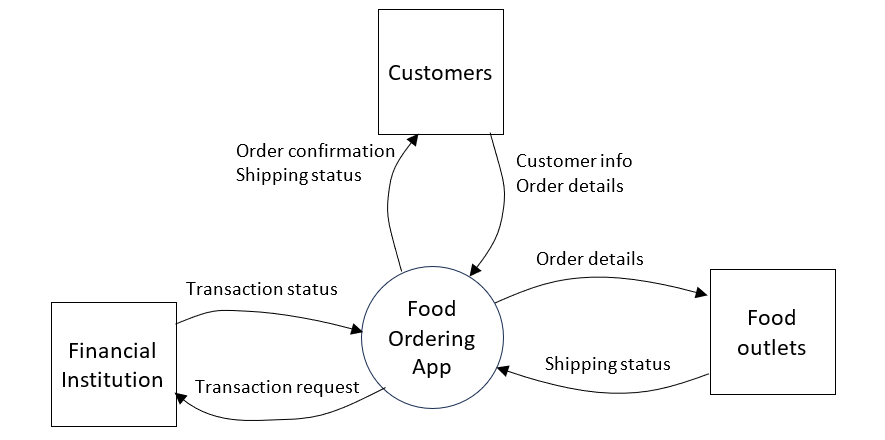 Customers
Order confirmation
Shipping status
Customer info
Order details
Order details
Transaction status
Food
Ordering
App
Food
outlets
Financial
Institution
Shipping status
Transaction request